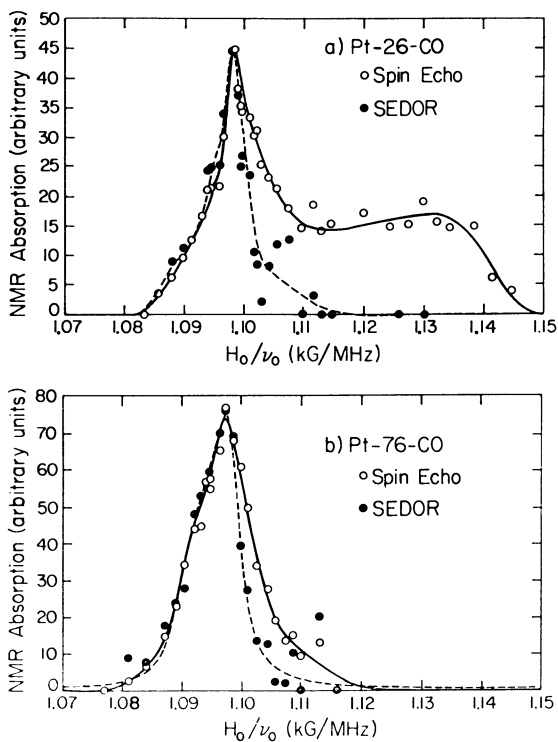 NMR Absorption (arbitrary units)
50
45
40
35
30
25
20
15
10
5
0
a) Pt-26-CO
Spin Echo
SEDOR
1.07 1.08 1.09 1.10 1.11 1.12 1.13 1.14 1.15
H₀/ν₀ (kG/MHz)
NMR Absorption (arbitrary units)
80
70
60
50
40
30
20
10
0
b) Pt-76-CO
Spin Echo
SEDOR
1.07 1.08 1.09 1.10 1.11 1.12 1.13 1.14 1.15
H₀/ν₀ (kG/MHz)